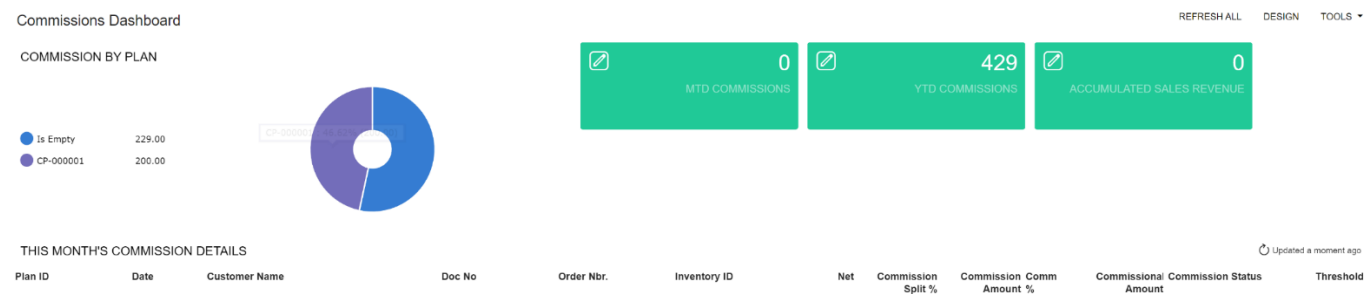 Commissions Dashboard
REFRESH ALL DESIGN TOOLS
COMMISSION BY PLAN
0
MTD COMMISSIONS
429
YTD COMMISSIONS
0
ACCUMULATED SALES REVENUE
Is Empty 229.00
CP-000001 200.00
THIS MONTH'S COMMISSION DETAILS
Updated a moment ago
Plan ID Date Customer Name Doc No Order Nbr. Inventory ID Net Commission Commission Comm Commissional Commission Status Threshold
Split % Amount % Amount